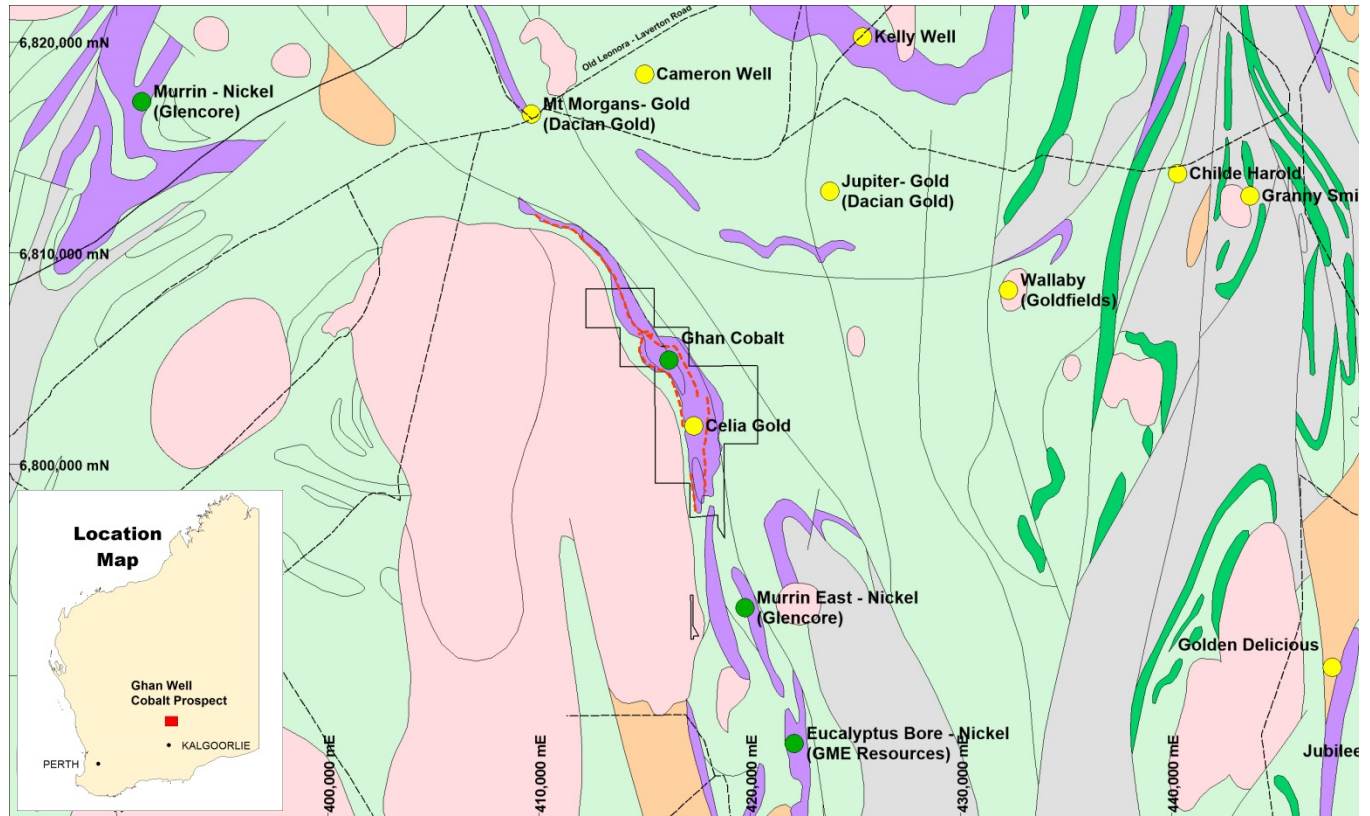 6,820,000 mN
Old Leonora - Laverton Road
Kelly Well
Cameron Well
Murrin - Nickel
(Glencore)
Mt Morgans- Gold
(Dacian Gold)
Childe Harold
Jupiter- Gold
(Dacian Gold)
Granny Smi
6,810,000 mN
Wallaby
(Goldfields)
Ghan Cobalt
Celia Gold
6,800,000 mN
Location
Map
Murrin East - Nickel
(Glencore)
Golden Delicious
Ghan Well
Cobalt Prospect
KALGOORLIE
PERTH
Eucalyptus Bore - Nickel
(GME Resources)
Jubilee
400,000 mE
410,000 mE
420,000 mE
430,000 mE
440,000 mE